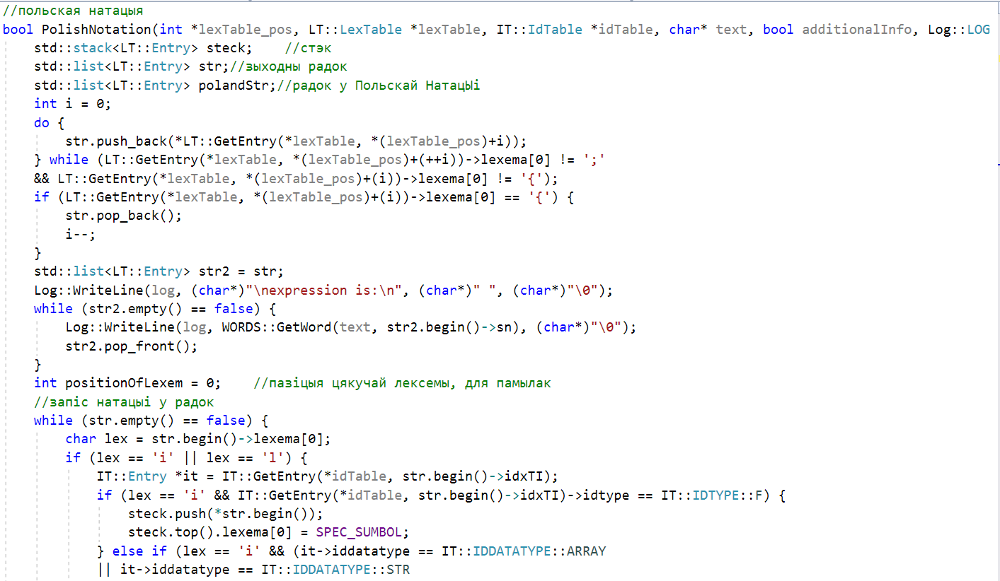 //польская натацыя
bool PolishNotation(int *lexTable_pos, LT::LexTable *lexTable, IT::IdTable *idTable, char* text, bool additionalInfo, Log::LOG
    std::stack<LT::Entry> steck;    //стэк
    std::list<LT::Entry> str;//зыходны радок
    std::list<LT::Entry> polandStr;//радок у Польскай НатацЫі
    int i = 0;
    do {
        str.push_back(*LT::GetEntry(*lexTable, *(lexTable_pos)+i));
    } while (LT::GetEntry(*lexTable, *(lexTable_pos)+(++i))->lexema[0] != ';'
    && LT::GetEntry(*lexTable, *(lexTable_pos)+(i))->lexema[0] != '{');
    if (LT::GetEntry(*lexTable, *(lexTable_pos)+(i))->lexema[0] == '{') {
        str.pop_back();
        i--;
    }
    std::list<LT::Entry> str2 = str;
    Log::WriteLine(log, (char*)"\nexpression is:\n", (char*)" ", (char*)"\0");
    while (str2.empty() == false) {
        Log::WriteLine(log, WORDS::GetWord(text, str2.begin()->sn), (char*)"\0");
        str2.pop_front();
    }
    int positionOfLexem = 0;    //пазіцыя цякучай лексемы, для памылак
    //запіс натацыі у радок
    while (str.empty() == false) {
        char lex = str.begin()->lexema[0];
        if (lex == 'i' || lex == 'l') {
            IT::Entry *it = IT::GetEntry(*idTable, str.begin()->idxTI);
            if (lex == 'i' && IT::GetEntry(*idTable, str.begin()->idxTI)->idtype == IT::IDTYPE::F) {
                steck.push(*str.begin());
                steck.top().lexema[0] = SPEC_SUMBOL;
            } else if (lex == 'i' && (it->iddatatype == IT::IDDATATYPE::ARRAY
            || it->iddatatype == IT::IDDATATYPE::STR